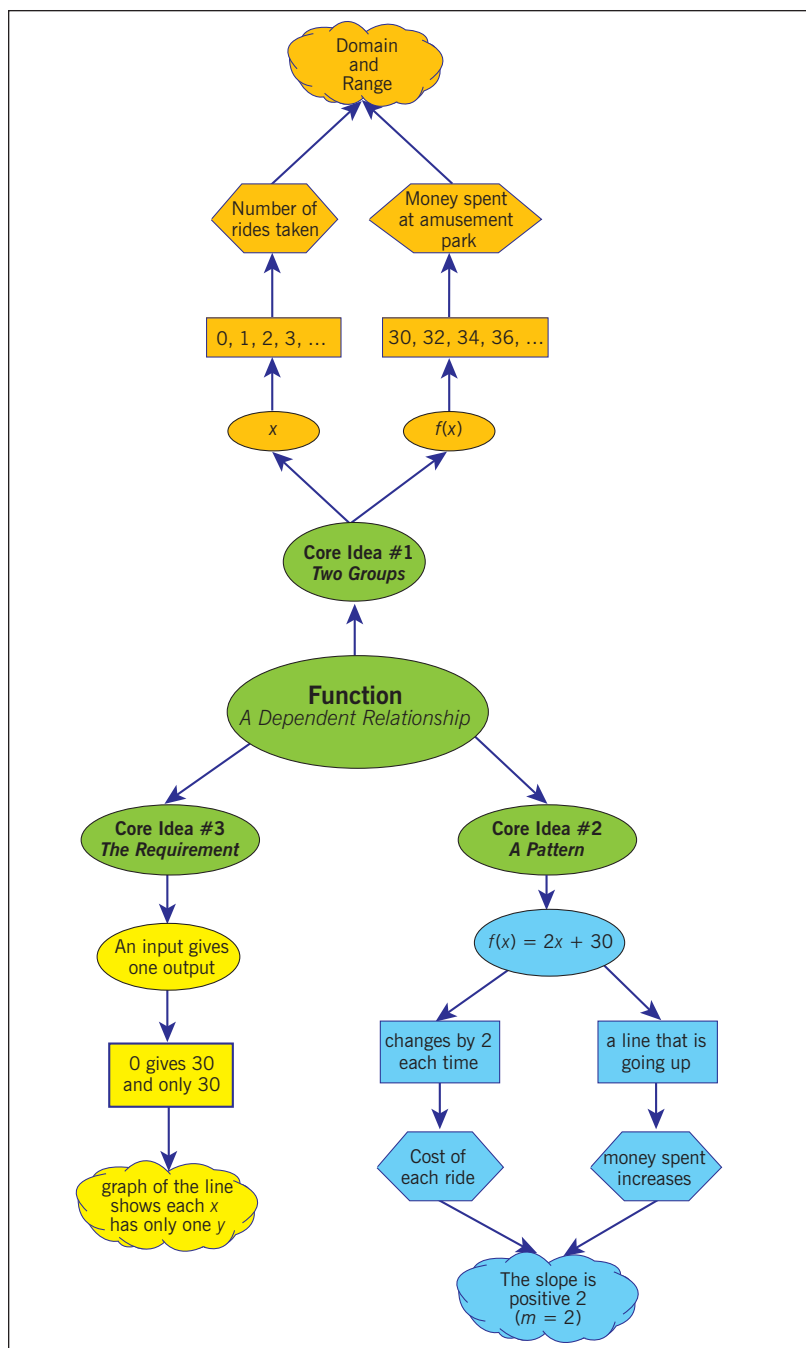 Domain
and
Range
Number of
rides taken
Money spent
at amusement
park
0, 1, 2, 3, ...
30, 32, 34, 36, ...
x
f(x)
Core Idea #1
Two Groups
Function
A Dependent Relationship
Core Idea #3
The Requirement
Core Idea #2
A Pattern
An input gives
one output
f(x) = 2x + 30
0 gives 30
and only 30
changes by 2
each time
a line that is
going up
graph of the line
shows each x
has only one y
Cost of
each ride
money spent
increases
The slope is
positive 2
(m = 2)